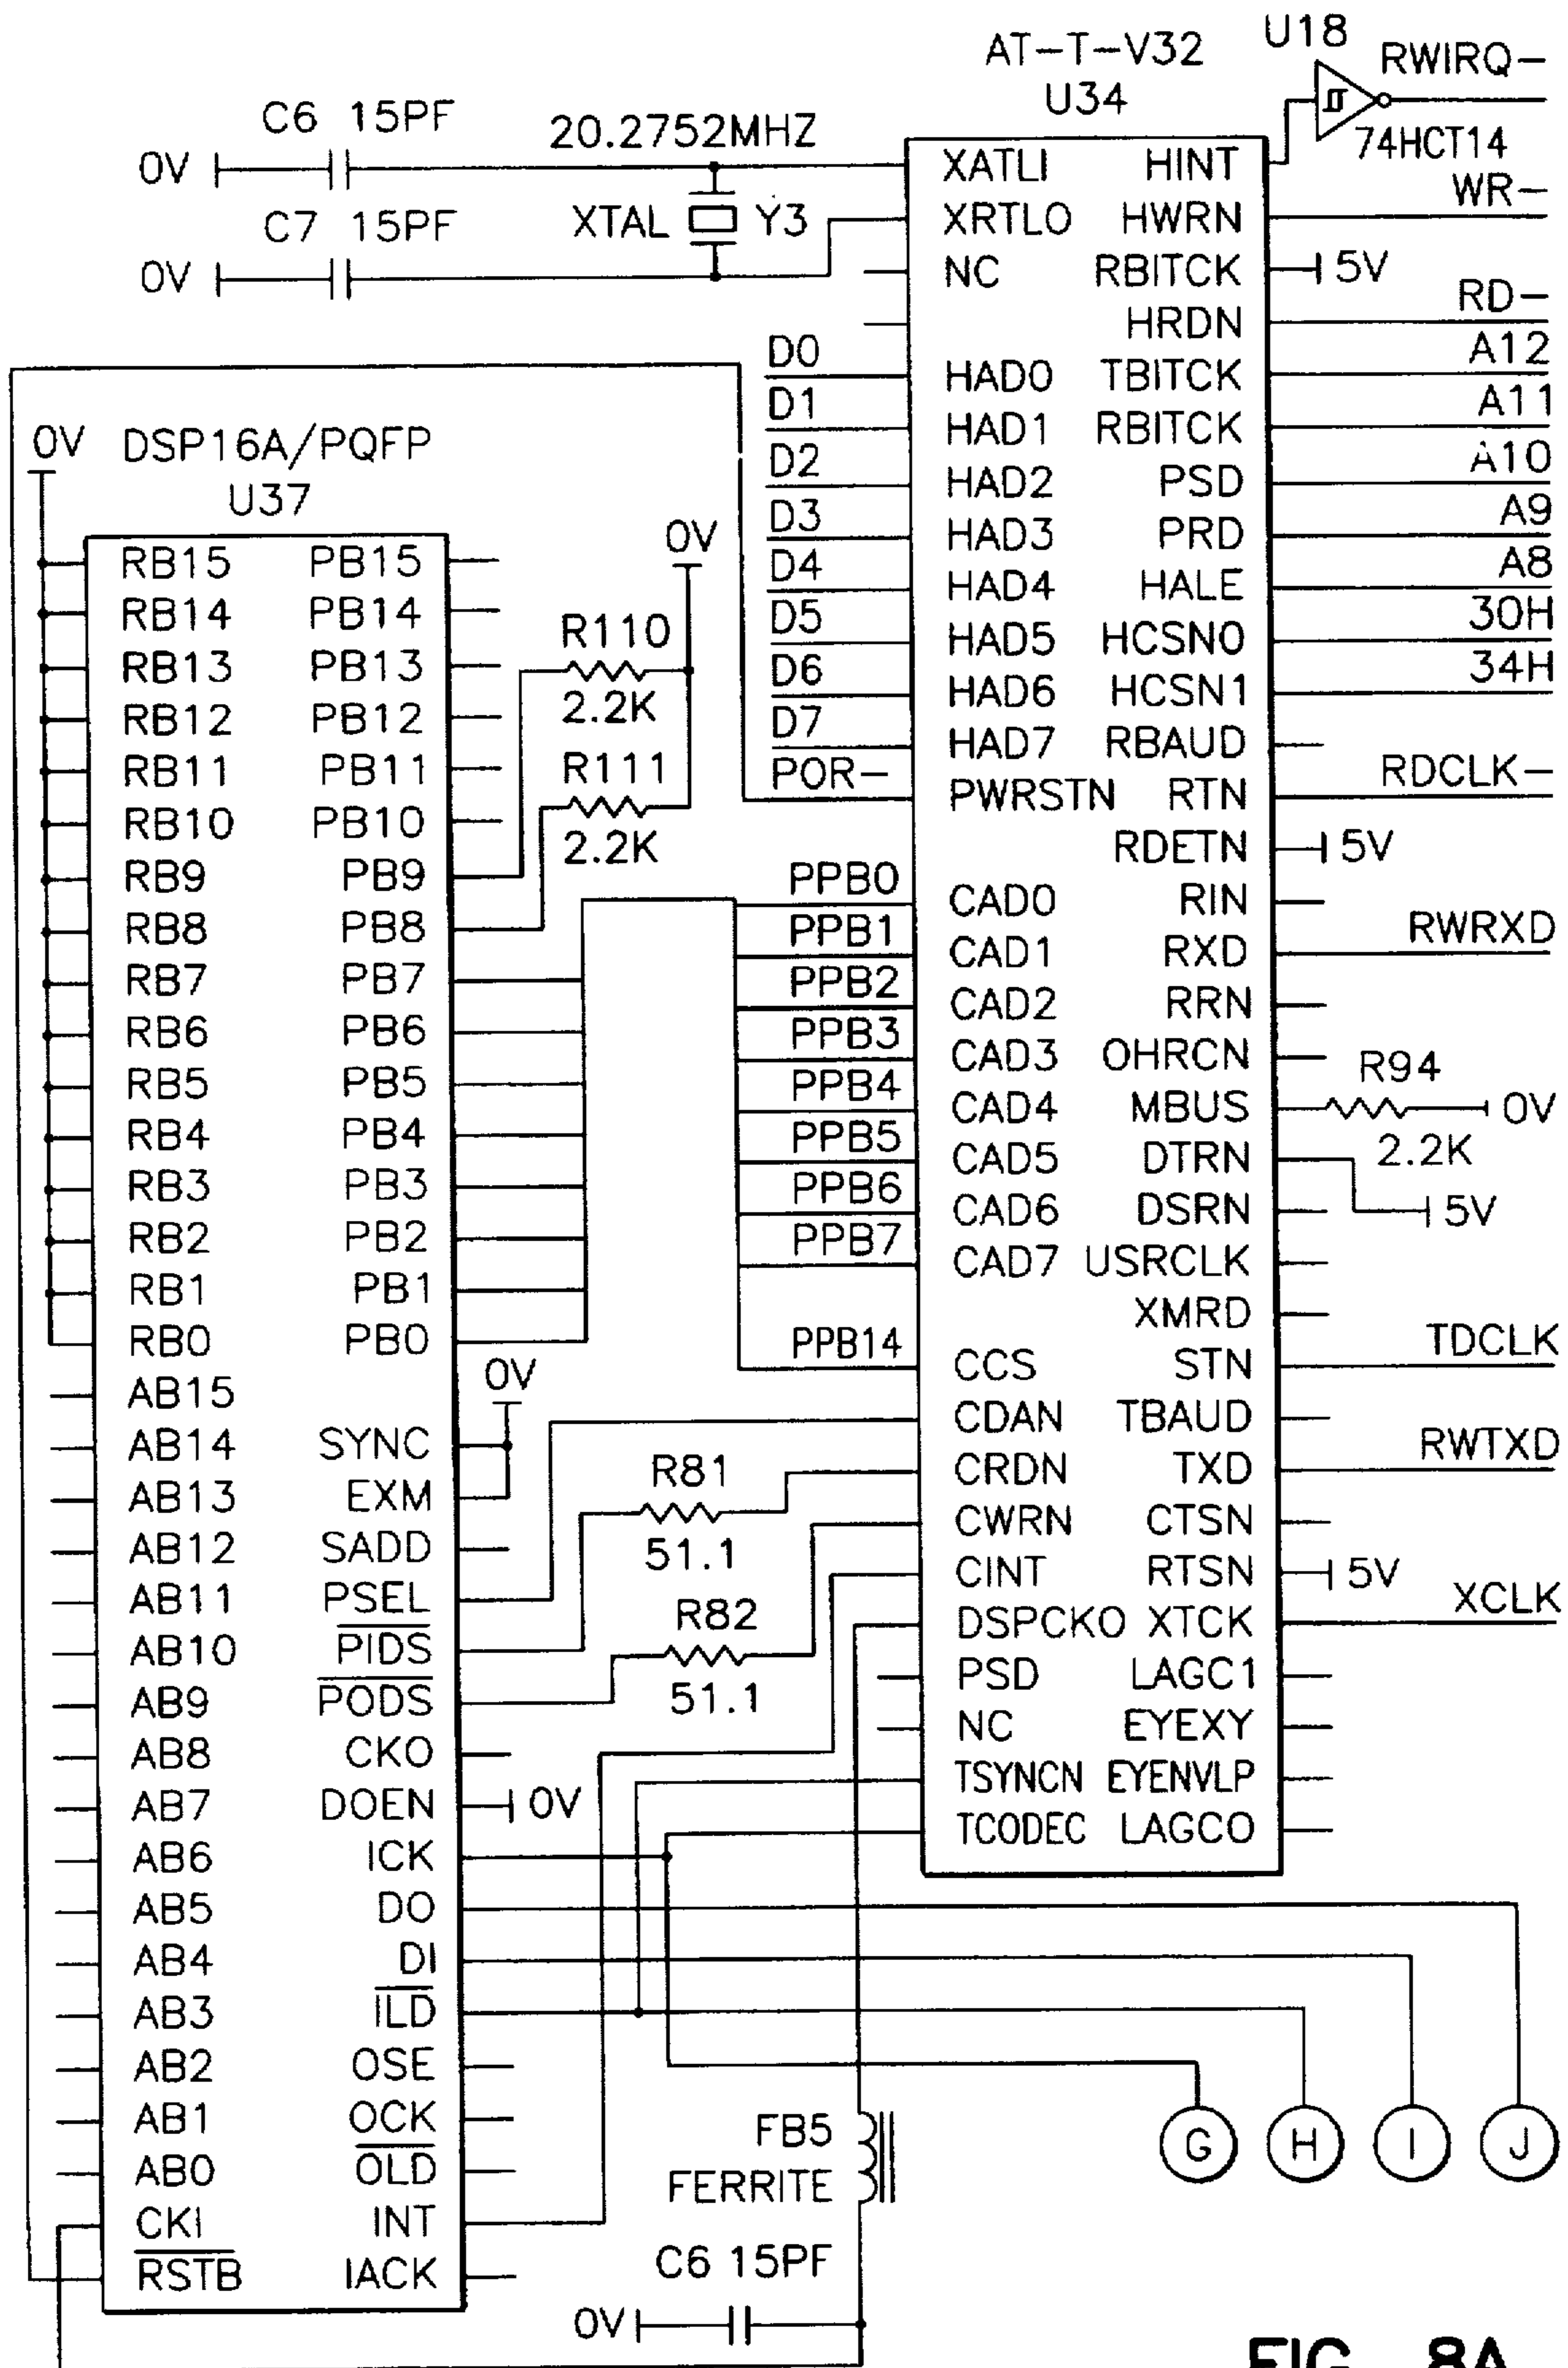 AT-T-V32
U34
U18
RWIRQ-
74HCT14
C6 15PF
20.2752MHZ
0V
C7 15PF
XTAL
Y3
0V
XATLI HINT
XRTLO HWRN
WR-
NC RBITCK
5V
HRDN
RD-
D0
HAD0 TBITCK
A12
D1
HAD1 RBITCK
A11
D2
HAD2 PSD
A10
D3
HAD3 PRD
A9
D4
HAD4 HALE
A8
D5
HAD5 HCSN0
30H
D6
HAD6 HCSN1
34H
D7
HAD7 RBAUD
POR-
PWRSTN RTN
RDCLK-
RDETN
5V
PPB0
CAD0 RIN
PPB1
CAD1 RXD
RWRXD
PPB2
CAD2 RRN
PPB3
CAD3 OHRCN
PPB4
CAD4 MBUS
R94
0V
2.2K
PPB5
CAD5 DTRN
PPB6
CAD6 DSRN
5V
PPB7
CAD7 USRCLK
XMRD
PPB14
CCS STN
TDCLK
CDAN TBAUD
CRDN TXD
RWTXD
CWRN CTSN
CINT RTSN
5V
DSPCKO XTCK
XCLK
PSD LAGC1
NC EYEXY
TSYNCN EYENVLP
TCODEC LAGCO
0V
DSP16A/PQFP
U37
RB15 PB15
RB14 PB14
RB13 PB13
RB12 PB12
RB11 PB11
RB10 PB10
RB9 PB9
RB8 PB8
RB7 PB7
RB6 PB6
RB5 PB5
RB4 PB4
RB3 PB3
RB2 PB2
RB1 PB1
RB0 PB0
AB15
AB14 SYNC
AB13 EXM
AB12 SADD
AB11 PSEL
AB10 PIDS
AB9 PODS
AB8 CKO
AB7 DOEN
AB6 ICK
AB5 DO
AB4 DI
AB3 ILD
AB2 OSE
AB1 OCK
AB0 OLD
CKI INT
RSTB IACK
0V
R110
2.2K
R111
2.2K
0V
R81
51.1
R82
51.1
0V
G H I J
FB5
FERRITE
C6 15PF
0V
FIG. 8A